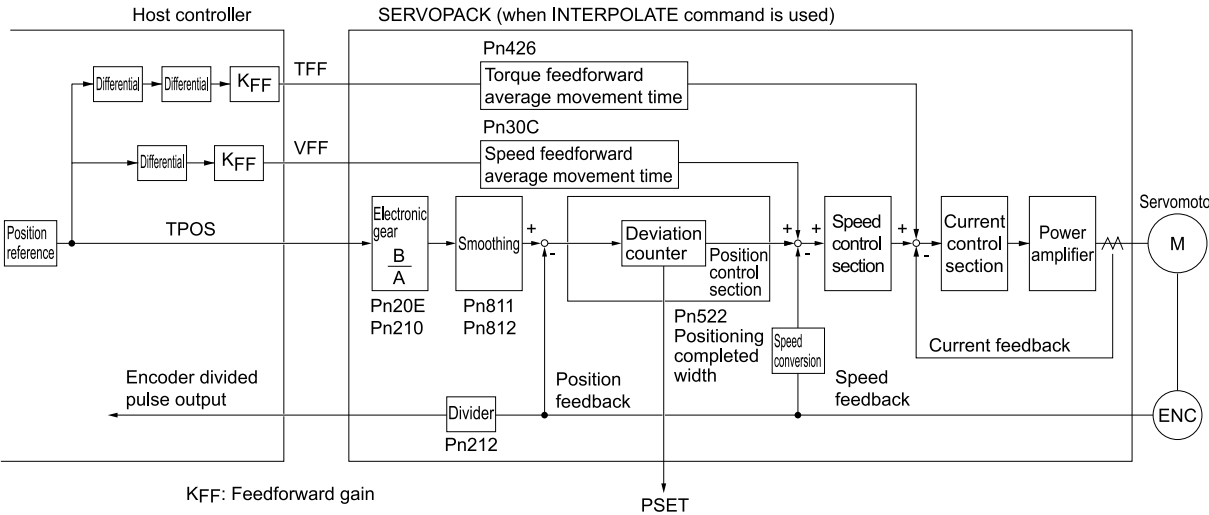 Host controller
SERVOPACK (when INTERPOLATE command is used)
Pn426
TFF
Differential
Differential
KFF
Torque feedforward
average movement time
Pn30C
VFF
Differential
KFF
Speed feedforward
average movement time
Position
reference
TPOS
Electronic
gear
B
A
Pn20E
Pn210
Smoothing
Pn811
Pn812
+
-
Deviation
counter
Position
control
section
Pn522
Positioning
completed
width
+
+
-
Speed
control
section
+
+
-
Current
control
section
Power
amplifier
Servomoto
M
Speed
conversion
Current feedback
Encoder divided
pulse output
Divider
Pn212
Position
feedback
Speed
feedback
ENC
KFF: Feedforward gain
PSET